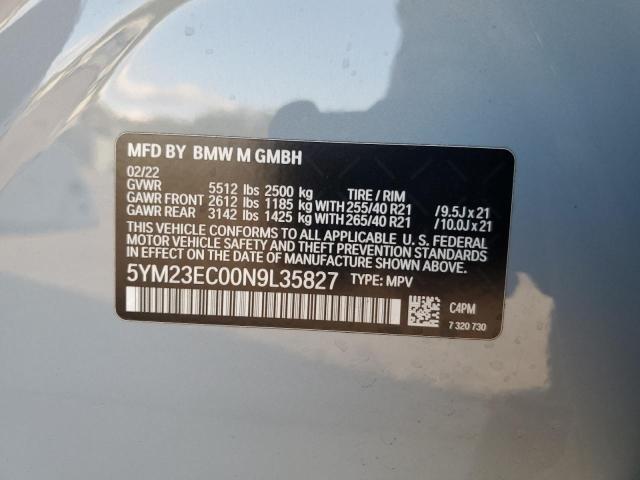 MFD BY BMW M GMBH
02/22
GVWR 5512 lbs 2500 kg TIRE / RIM
GAWR FRONT 2612 lbs 1185 kg WITH 255/40 R21 /9.5J x 21
GAWR REAR 3142 lbs 1425 kg WITH 265/40 R21 /10.0J x 21
THIS VEHICLE CONFORMS TO ALL APPLICABLE U. S. FEDERAL
MOTOR VEHICLE SAFETY AND THEFT PREVENTION STANDARDS
IN EFFECT ON THE DATE OF MANUFACTURE SHOWN ABOVE.
5YM23EC00N9L35827 TYPE: MPV
C4PM
7 320 730